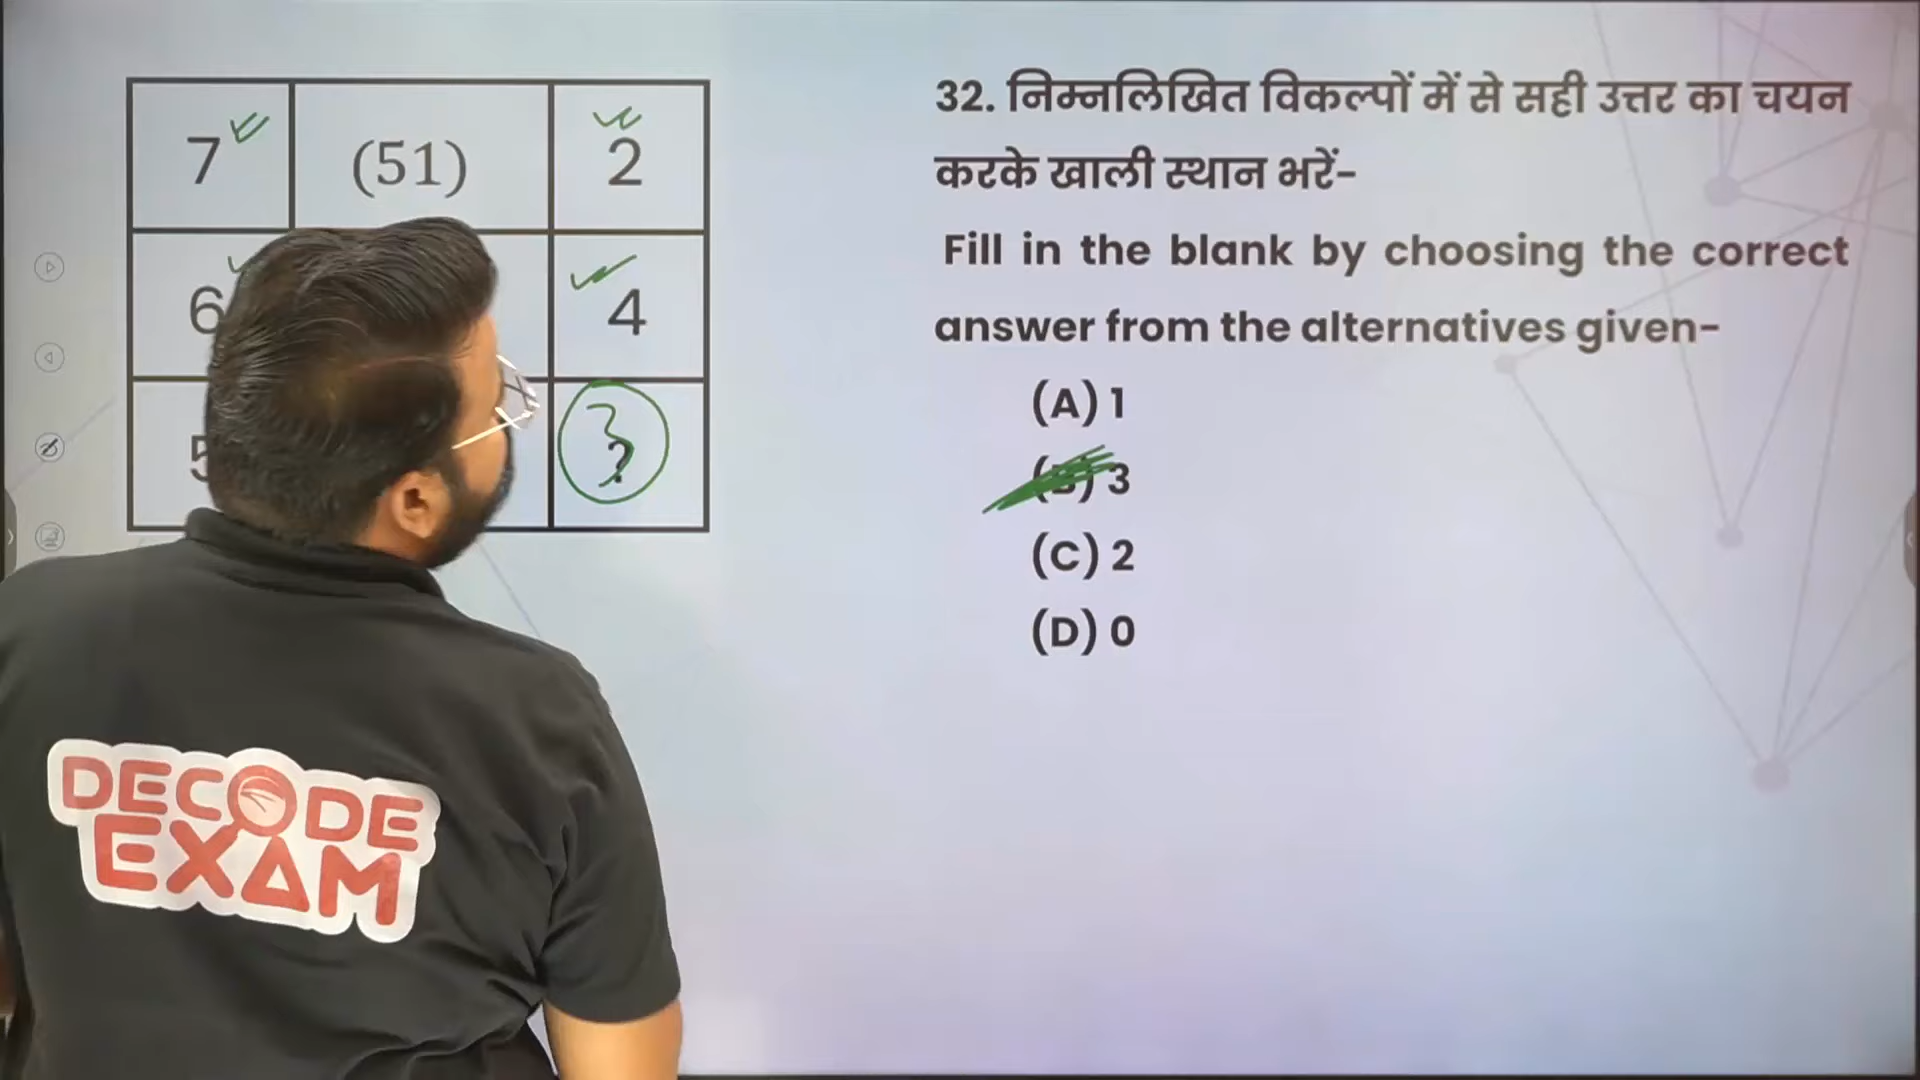 7 (51) 2
6 4
5 ?
3
32. निम्नलिखित विकल्पों में से सही उत्तर का चयन
करके खाली स्थान भरें-
Fill in the blank by choosing the correct
answer from the alternatives given-
(A) 1
(B) 3
(C) 2
(D) 0
DECODE
EXAM